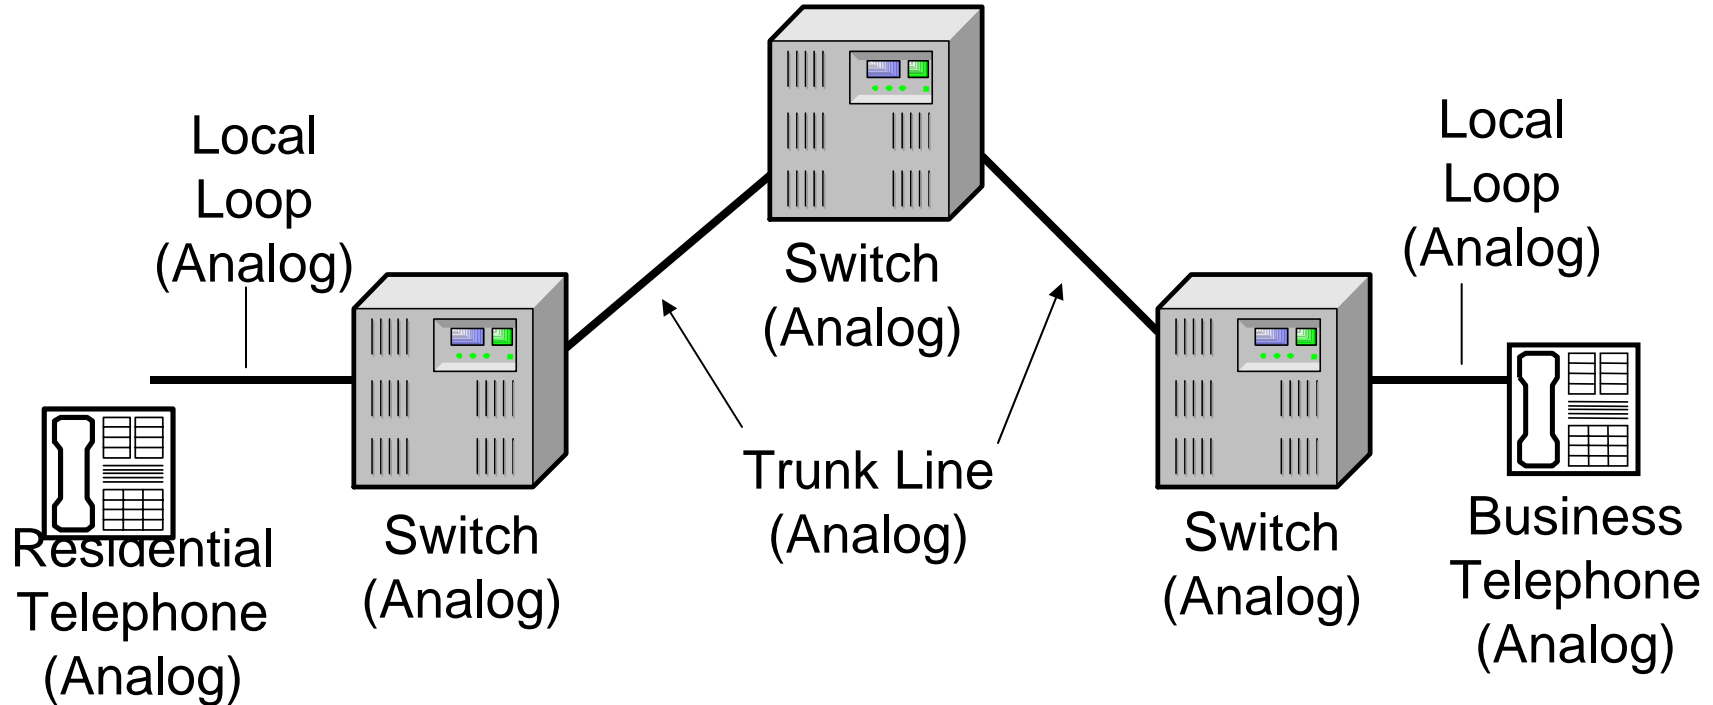 Local
Loop
(Analog)
Local
Loop
(Analog)
Switch
(Analog)
Trunk Line
(Analog)
Residential
Telephone
(Analog)
Switch
(Analog)
Switch
(Analog)
Business
Telephone
(Analog)